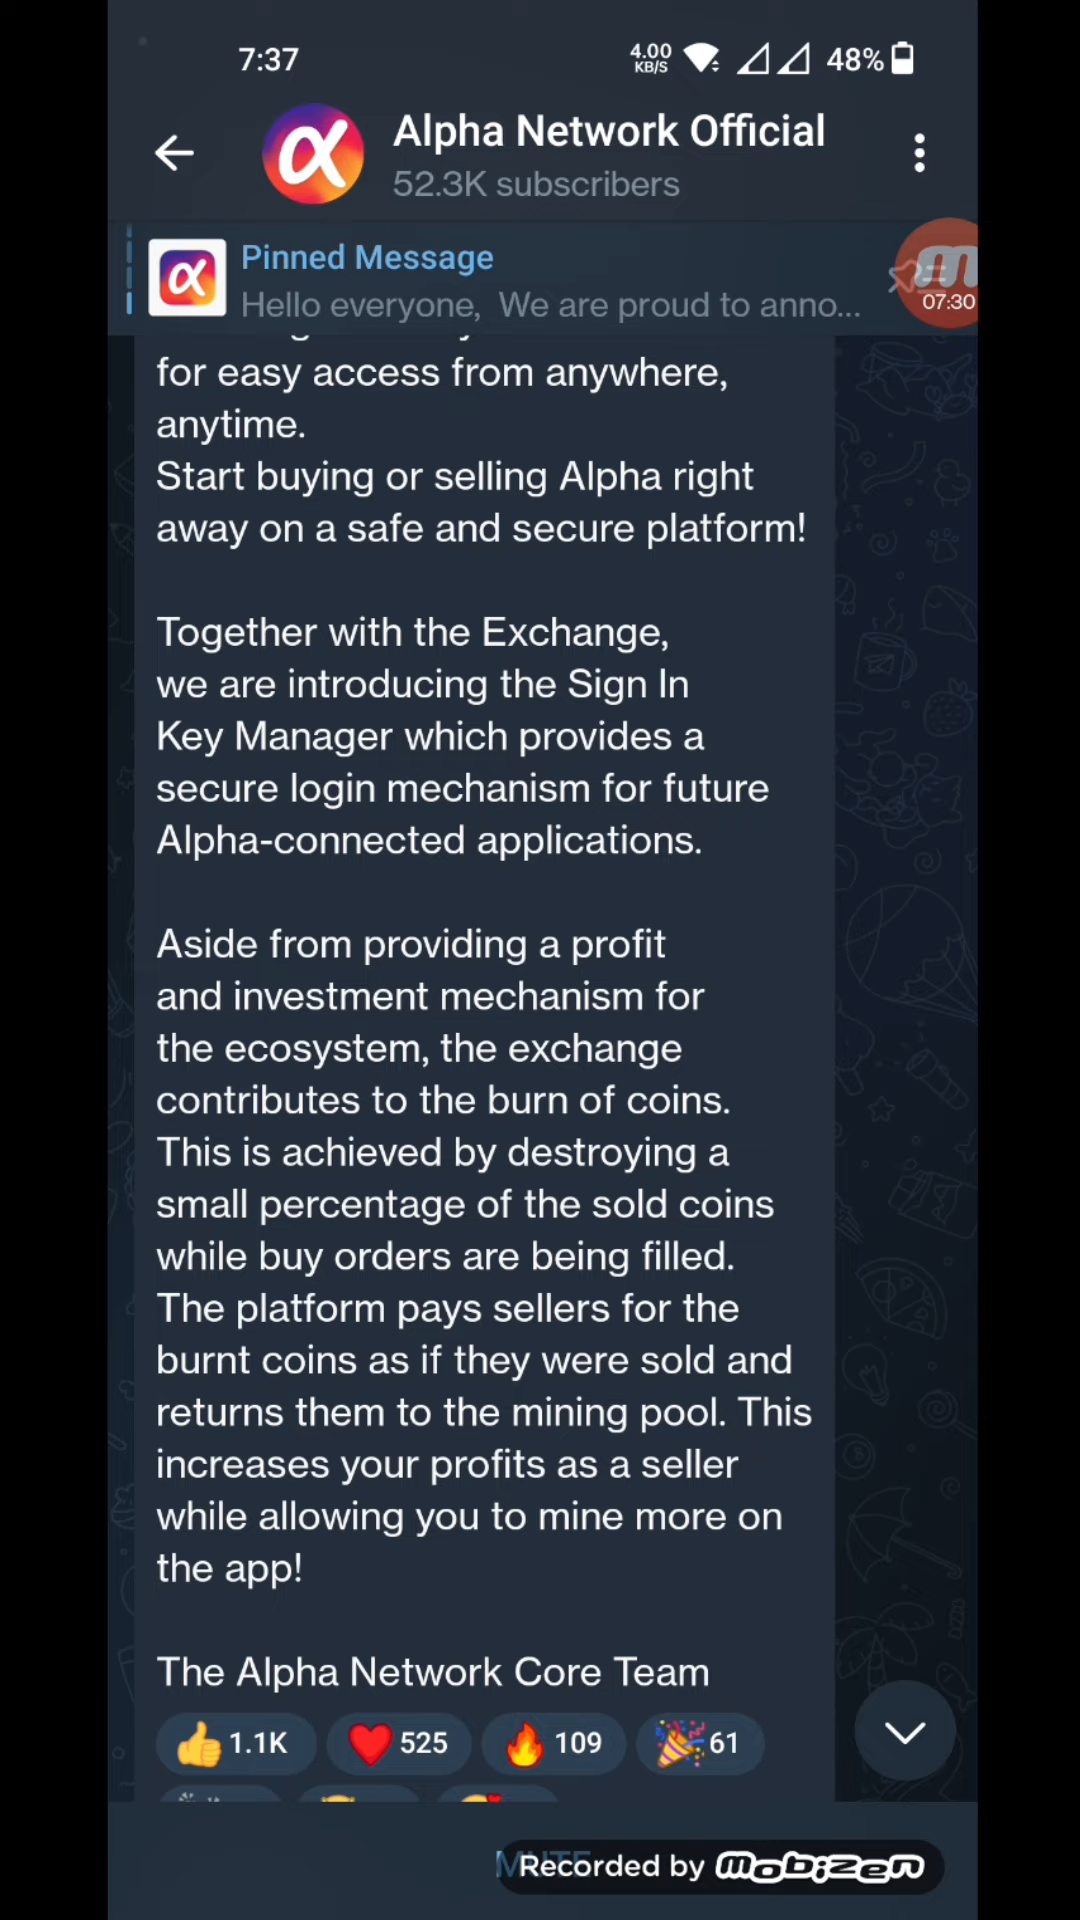 7:37
4.00
KB/S
48%
Alpha Network Official
52.3K subscribers
Pinned Message
Hello everyone, We are proud to anno...
07:30
for easy access from anywhere,
anytime.
Start buying or selling Alpha right
away on a safe and secure platform!
Together with the Exchange,
we are introducing the Sign In
Key Manager which provides a
secure login mechanism for future
Alpha-connected applications.
Aside from providing a profit
and investment mechanism for
the ecosystem, the exchange
contributes to the burn of coins.
This is achieved by destroying a
small percentage of the sold coins
while buy orders are being filled.
The platform pays sellers for the
burnt coins as if they were sold and
returns them to the mining pool. This
increases your profits as a seller
while allowing you to mine more on
the app!
The Alpha Network Core Team
1.1K 525 109 61
MUTE
Recorded by mobizen